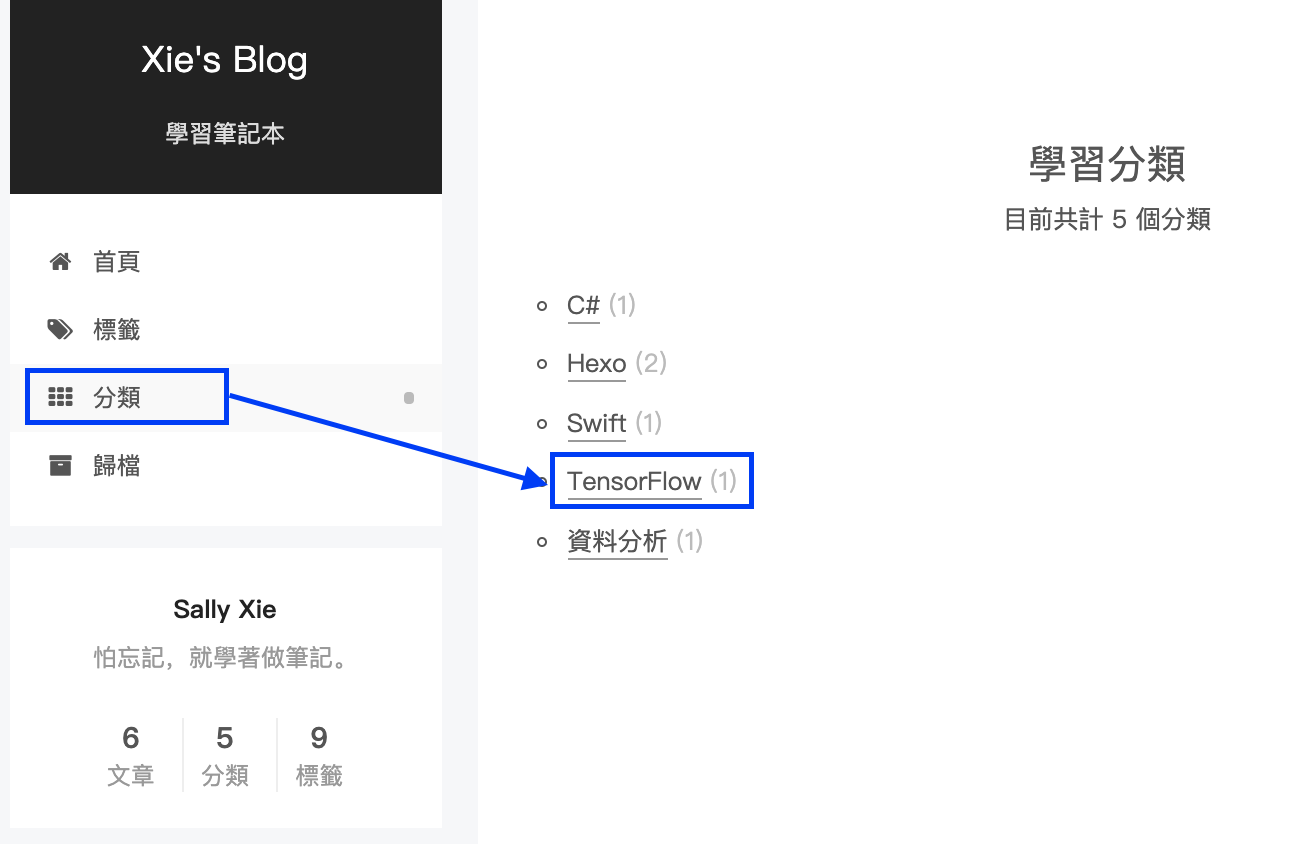 Xie's Blog
學習筆記本
首頁
標籤
分類
歸檔
Sally Xie
怕忘記，就學著做筆記。
6
文章
5
分類
9
標籤
學習分類
目前共計 5 個分類
C# (1)
Hexo (2)
Swift (1)
TensorFlow (1)
資料分析 (1)